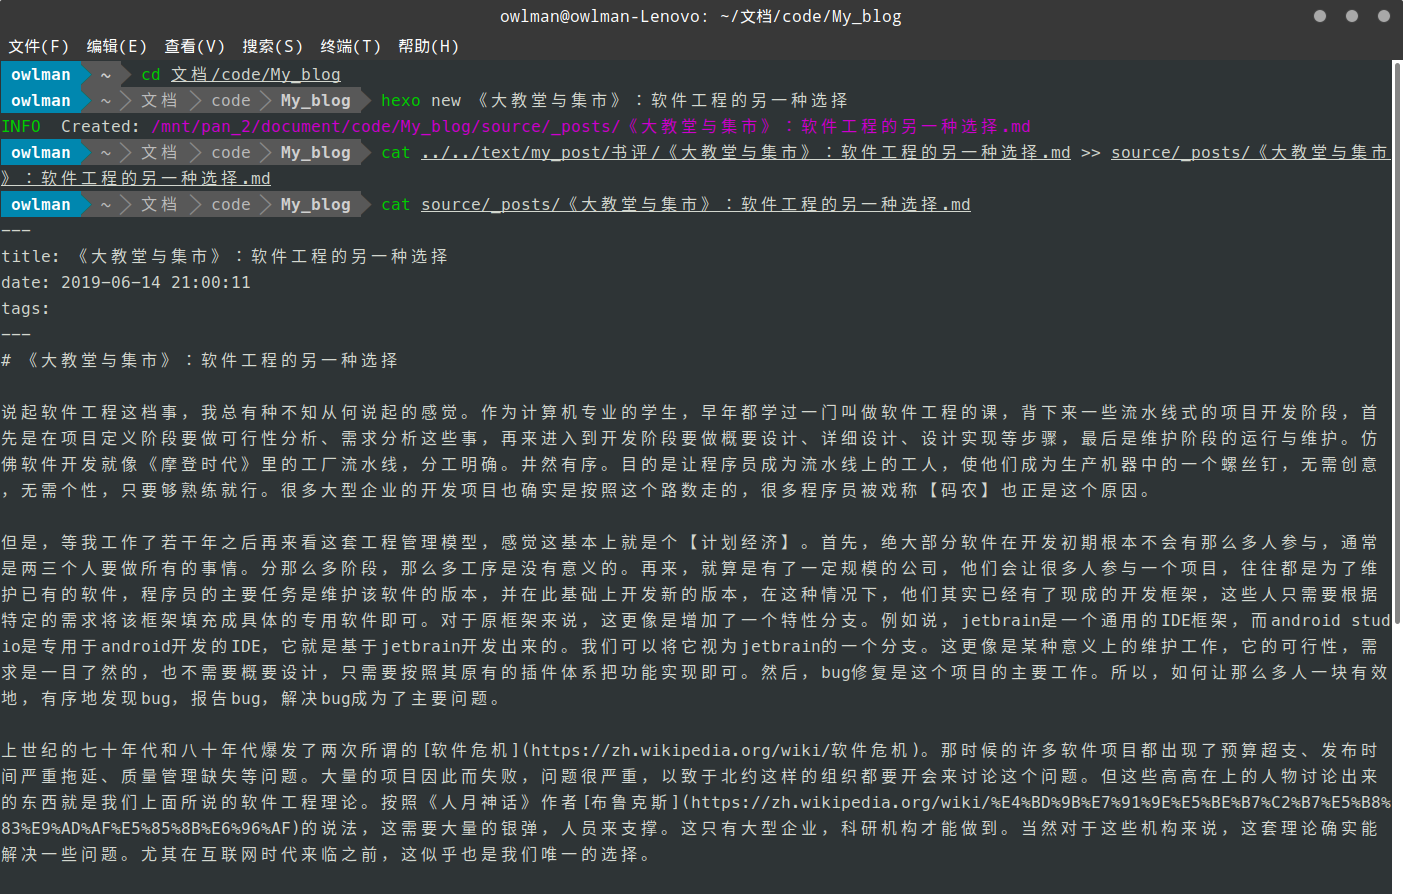 owlman@owlman-Lenovo: ~/文档/code/My_blog
文件(F) 编辑(E) 查看(V) 搜索(S) 终端(T) 帮助(H)
owlman ~ cd 文档/code/My_blog
owlman ~ 文档 code My_blog hexo new 《大教堂与集市》：软件工程的另一种选择
INFO  Created: /mnt/pan_2/document/code/My_blog/source/_posts/《大教堂与集市》：软件工程的另一种选择.md
owlman ~ 文档 code My_blog cat ../../text/my_post/书评/《大教堂与集市》：软件工程的另一种选择.md >> source/_posts/《大教堂与集市
》：软件工程的另一种选择.md
owlman ~ 文档 code My_blog cat source/_posts/《大教堂与集市》：软件工程的另一种选择.md
---
title: 《大教堂与集市》：软件工程的另一种选择
date: 2019-06-14 21:00:11
tags:
---
# 《大教堂与集市》：软件工程的另一种选择
说起软件工程这档事，我总有种不知从何说起的感觉。作为计算机专业的学生，早年都学过一门叫做软件工程的课，背下来一些流水线式的项目开发阶段，首
先是在项目定义阶段要做可行性分析、需求分析这些事，再来进入到开发阶段要做概要设计、详细设计、设计实现等步骤，最后是维护阶段的运行与维护。仿
佛软件开发就像《摩登时代》里的工厂流水线，分工明确。井然有序。目的是让程序员成为流水线上的工人，使他们成为生产机器中的一个螺丝钉，无需创意
，无需个性，只要够熟练就行。很多大型企业的开发项目也确实是按照这个路数走的，很多程序员被戏称【码农】也正是这个原因。
但是，等我工作了若干年之后再来看这套工程管理模型，感觉这基本上就是个【计划经济】。首先，绝大部分软件在开发初期根本不会有那么多人参与，通常
是两三个人要做所有的事情。分那么多阶段，那么多工序是没有意义的。再来，就算是有了一定规模的公司，他们会让很多人参与一个项目，往往都是为了维
护已有的软件，程序员的主要任务是维护该软件的版本，并在此基础上开发新的版本，在这种情况下，他们其实已经有了现成的开发框架，这些人只需要根据
特定的需求将该框架填充成具体的专用软件即可。对于原框架来说，这更像是增加了一个特性分支。例如说，jetbrain是一个通用的IDE框架，而android stud
io是专用于android开发的IDE，它就是基于jetbrain开发出来的。我们可以将它视为jetbrain的一个分支。这更像是某种意义上的维护工作，它的可行性，需
求是一目了然的，也不需要概要设计，只需要按照其原有的插件体系把功能实现即可。然后，bug修复是这个项目的主要工作。所以，如何让那么多人一块有效
地，有序地发现bug，报告bug，解决bug成为了主要问题。
上世纪的七十年代和八十年代爆发了两次所谓的[软件危机](https://zh.wikipedia.org/wiki/软件危机)。那时候的许多软件项目都出现了预算超支、发布时
间严重拖延、质量管理缺失等问题。大量的项目因此而失败，问题很严重，以致于北约这样的组织都要开会来讨论这个问题。但这些高高在上的人物讨论出来
的东西就是我们上面所说的软件工程理论。按照《人月神话》作者[布鲁克斯](https://zh.wikipedia.org/wiki/%E4%BD%9B%E7%91%9E%E5%BE%B7%C2%B7%E5%B8%
83%E9%AD%AF%E5%85%8B%E6%96%AF)的说法，这需要大量的银弹，人员来支撑。这只有大型企业，科研机构才能做到。当然对于这些机构来说，这套理论确实能
解决一些问题。尤其在互联网时代来临之前，这似乎也是我们唯一的选择。